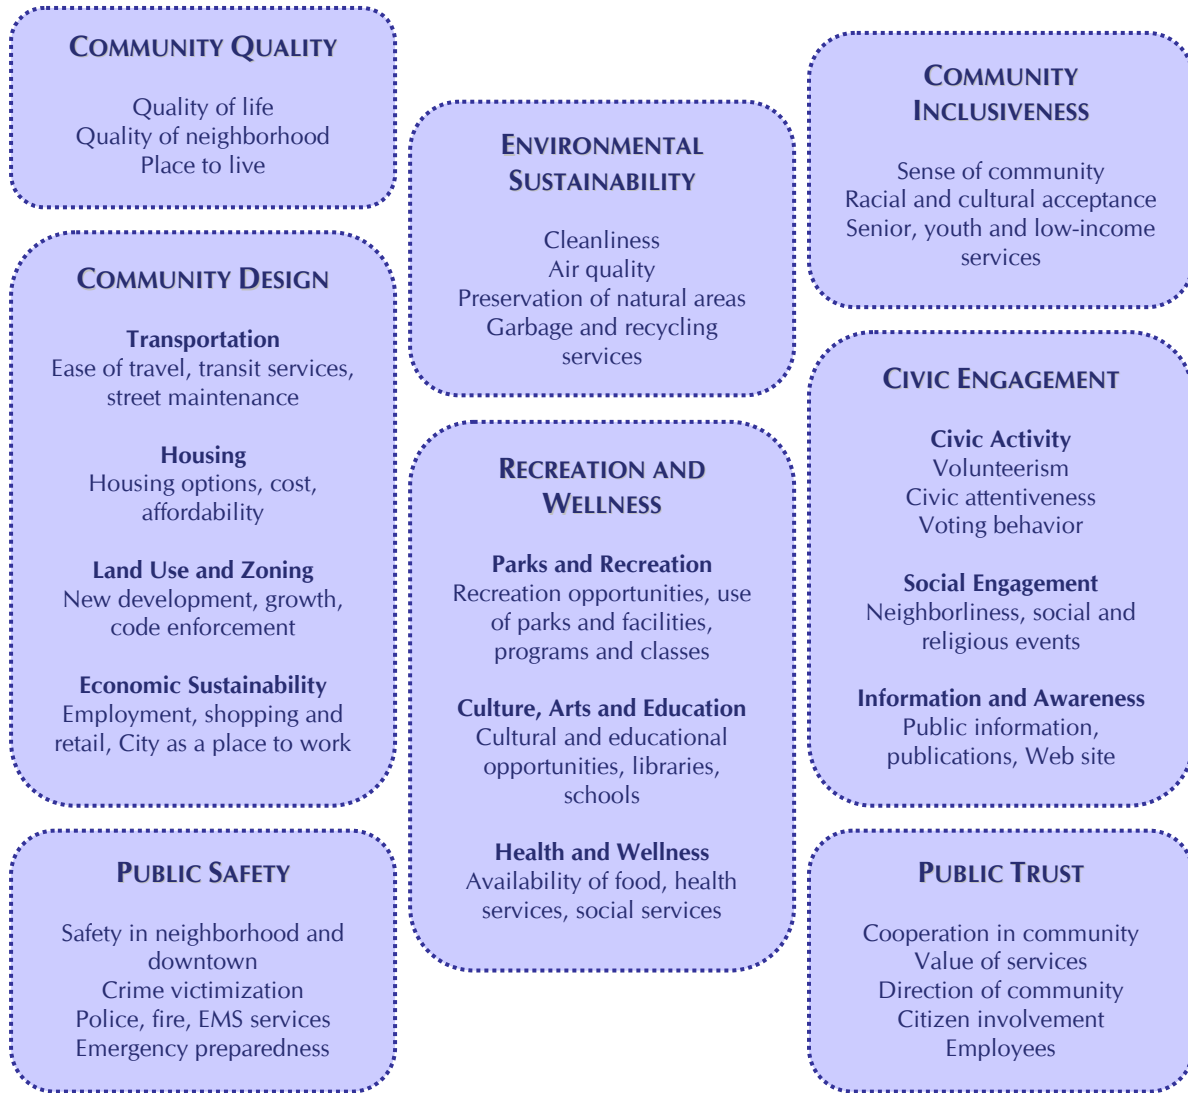 COMMUNITY QUALITY
Quality of life
Quality of neighborhood
Place to live
COMMUNITY DESIGN
Transportation
Ease of travel, transit services,
street maintenance
Housing
Housing options, cost,
affordability
Land Use and Zoning
New development, growth,
code enforcement
Economic Sustainability
Employment, shopping and
retail, City as a place to work
PUBLIC SAFETY
Safety in neighborhood and
downtown
Crime victimization
Police, fire, EMS services
Emergency preparedness
ENVIRONMENTAL
SUSTAINABILITY
Cleanliness
Air quality
Preservation of natural areas
Garbage and recycling
services
RECREATION AND
WELLNESS
Parks and Recreation
Recreation opportunities, use
of parks and facilities,
programs and classes
Culture, Arts and Education
Cultural and educational
opportunities, libraries,
schools
Health and Wellness
Availability of food, health
services, social services
COMMUNITY
INCLUSIVENESS
Sense of community
Racial and cultural acceptance
Senior, youth and low-income
services
CIVIC ENGAGEMENT
Civic Activity
Volunteerism
Civic attentiveness
Voting behavior
Social Engagement
Neighborliness, social and
religious events
Information and Awareness
Public information,
publications, Web site
PUBLIC TRUST
Cooperation in community
Value of services
Direction of community
Citizen involvement
Employees